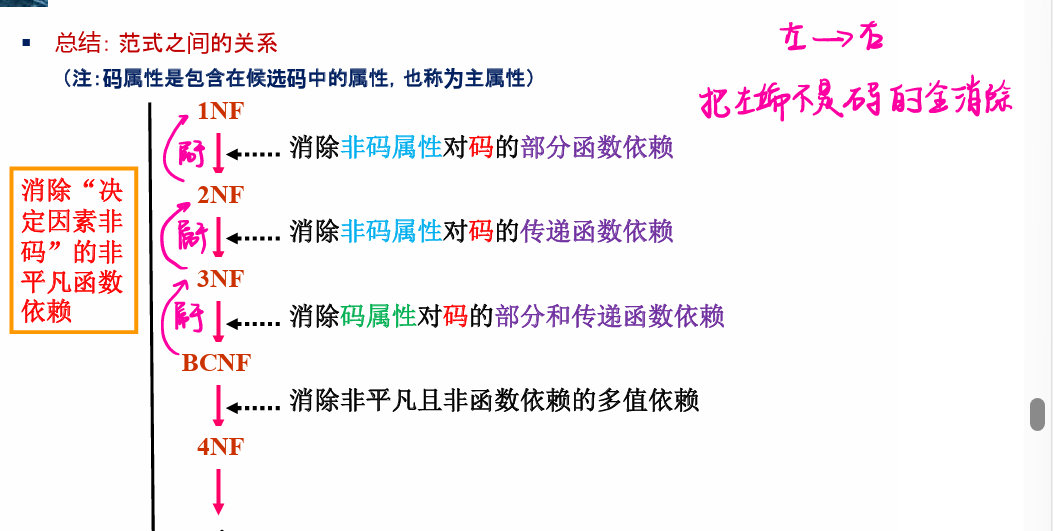 ▪ 总结: 范式之间的关系
（注:码属性是包含在候选码中的属性, 也称为主属性）
左→右
把左部不是码的全消除
消除“决
定因素非
码”的非
平凡函数
依赖
1NF
属于
消除非码属性对码的部分函数依赖
2NF
属于
消除非码属性对码的传递函数依赖
3NF
属于
消除码属性对码的部分和传递函数依赖
BCNF
消除非平凡且非函数依赖的多值依赖
4NF